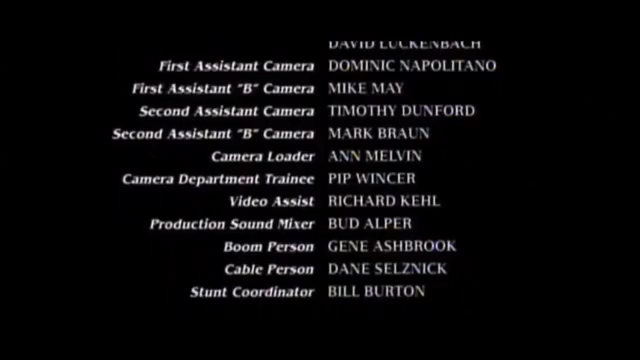 DAVID LUCKENBACH
First Assistant Camera DOMINIC NAPOLITANO
First Assistant "B" Camera MIKE MAY
Second Assistant Camera TIMOTHY DUNFORD
Second Assistant "B" Camera MARK BRAUN
Camera Loader ANN MELVIN
Camera Department Trainee PIP WINCER
Video Assist RICHARD KEHL
Production Sound Mixer BUD ALPER
Boom Person GENE ASHBROOK
Cable Person DANE SELZNICK
Stunt Coordinator BILL BURTON